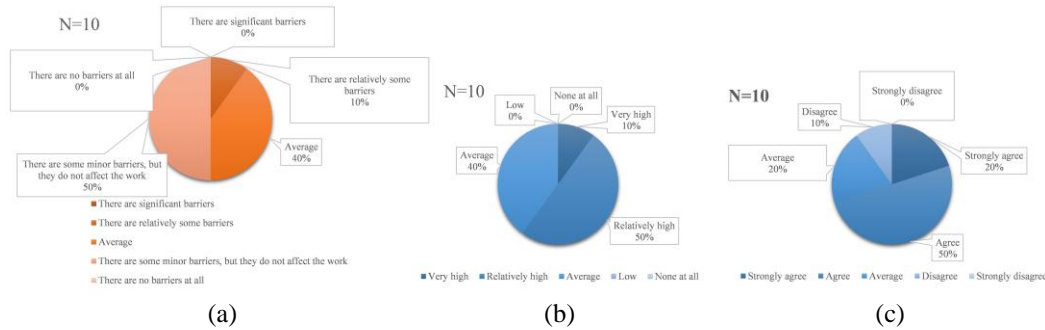 N=10
There are significant barriers
0%
There are no barriers at all
0%
There are relatively some
barriers
10%
Average
40%
There are some minor barriers, but
they do not affect the work
50%
There are significant barriers
There are relatively some barriers
Average
There are some minor barriers, but they do not affect the work
There are no barriers at all
(a)
N=10
Low
0%
None at all
0%
Very high
10%
Average
40%
Relatively high
50%
Very high Relatively high Average Low None at all
(b)
N=10
Strongly disagree
0%
Disagree
10%
Average
20%
Strongly agree
20%
Agree
50%
Strongly agree Agree Average Disagree Strongly disagree
(c)